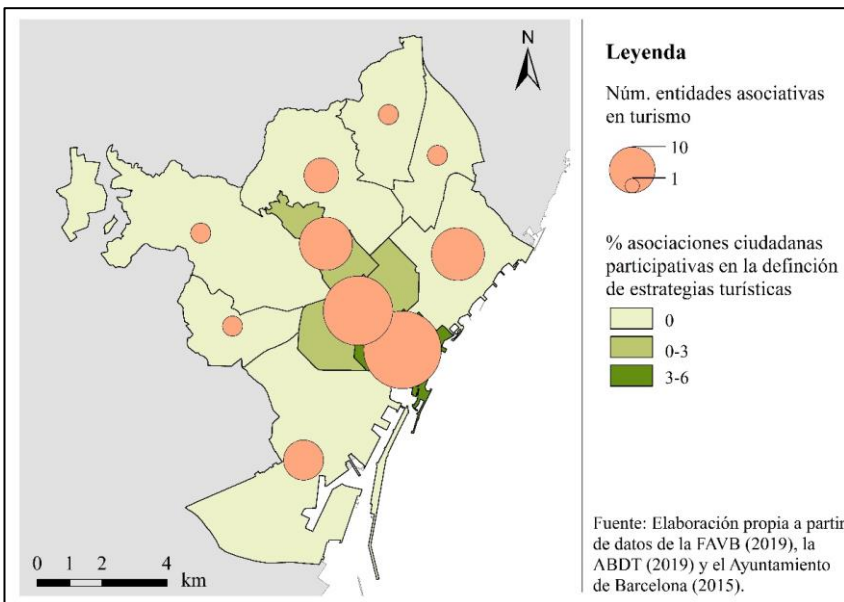 N
Leyenda
Núm. entidades asociativas
en turismo
10
1
% asociaciones ciudadanas
participativas en la definción
de estrategias turísticas
0
0-3
3-6
Fuente: Elaboración propia a partir
de datos de la FAVB (2019), la
ABDT (2019) y el Ayuntamiento
de Barcelona (2015).
0 1 2 4
km